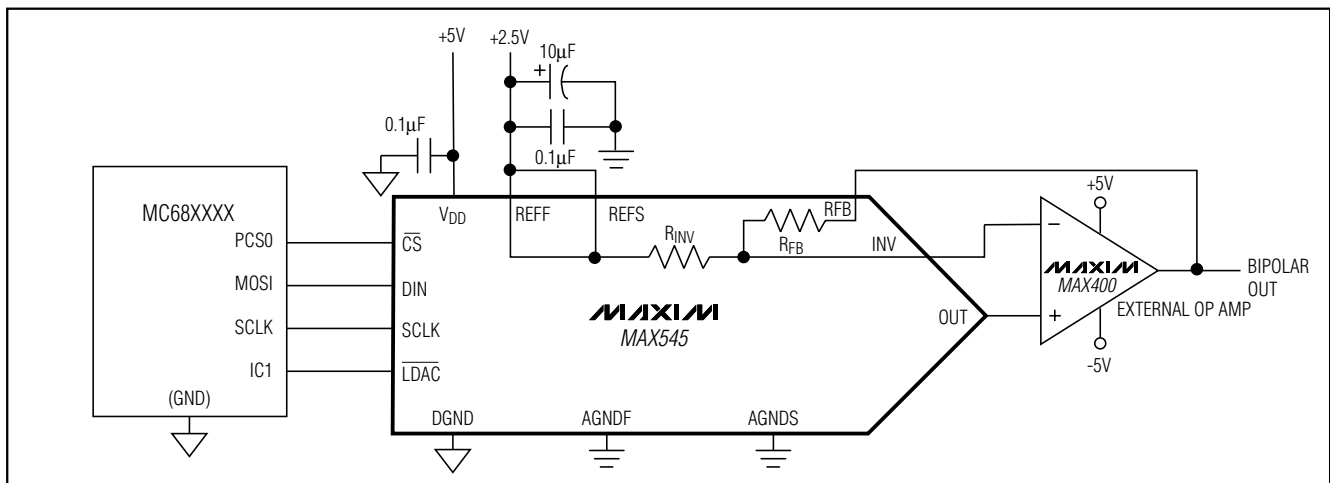 +5V
+2.5V
10µF
+
0.1µF
0.1µF
MC68XXXX
PCS0
MOSI
SCLK
IC1
(GND)
VDD
REFF
REFS
RFB
CS
DIN
SCLK
LDAC
RINV
RFB
INV
MAXIM
MAX545
OUT
DGND
AGNDF
AGNDS
+5V
−
MAXIM
MAX400
EXTERNAL OP AMP
+
-5V
BIPOLAR
OUT